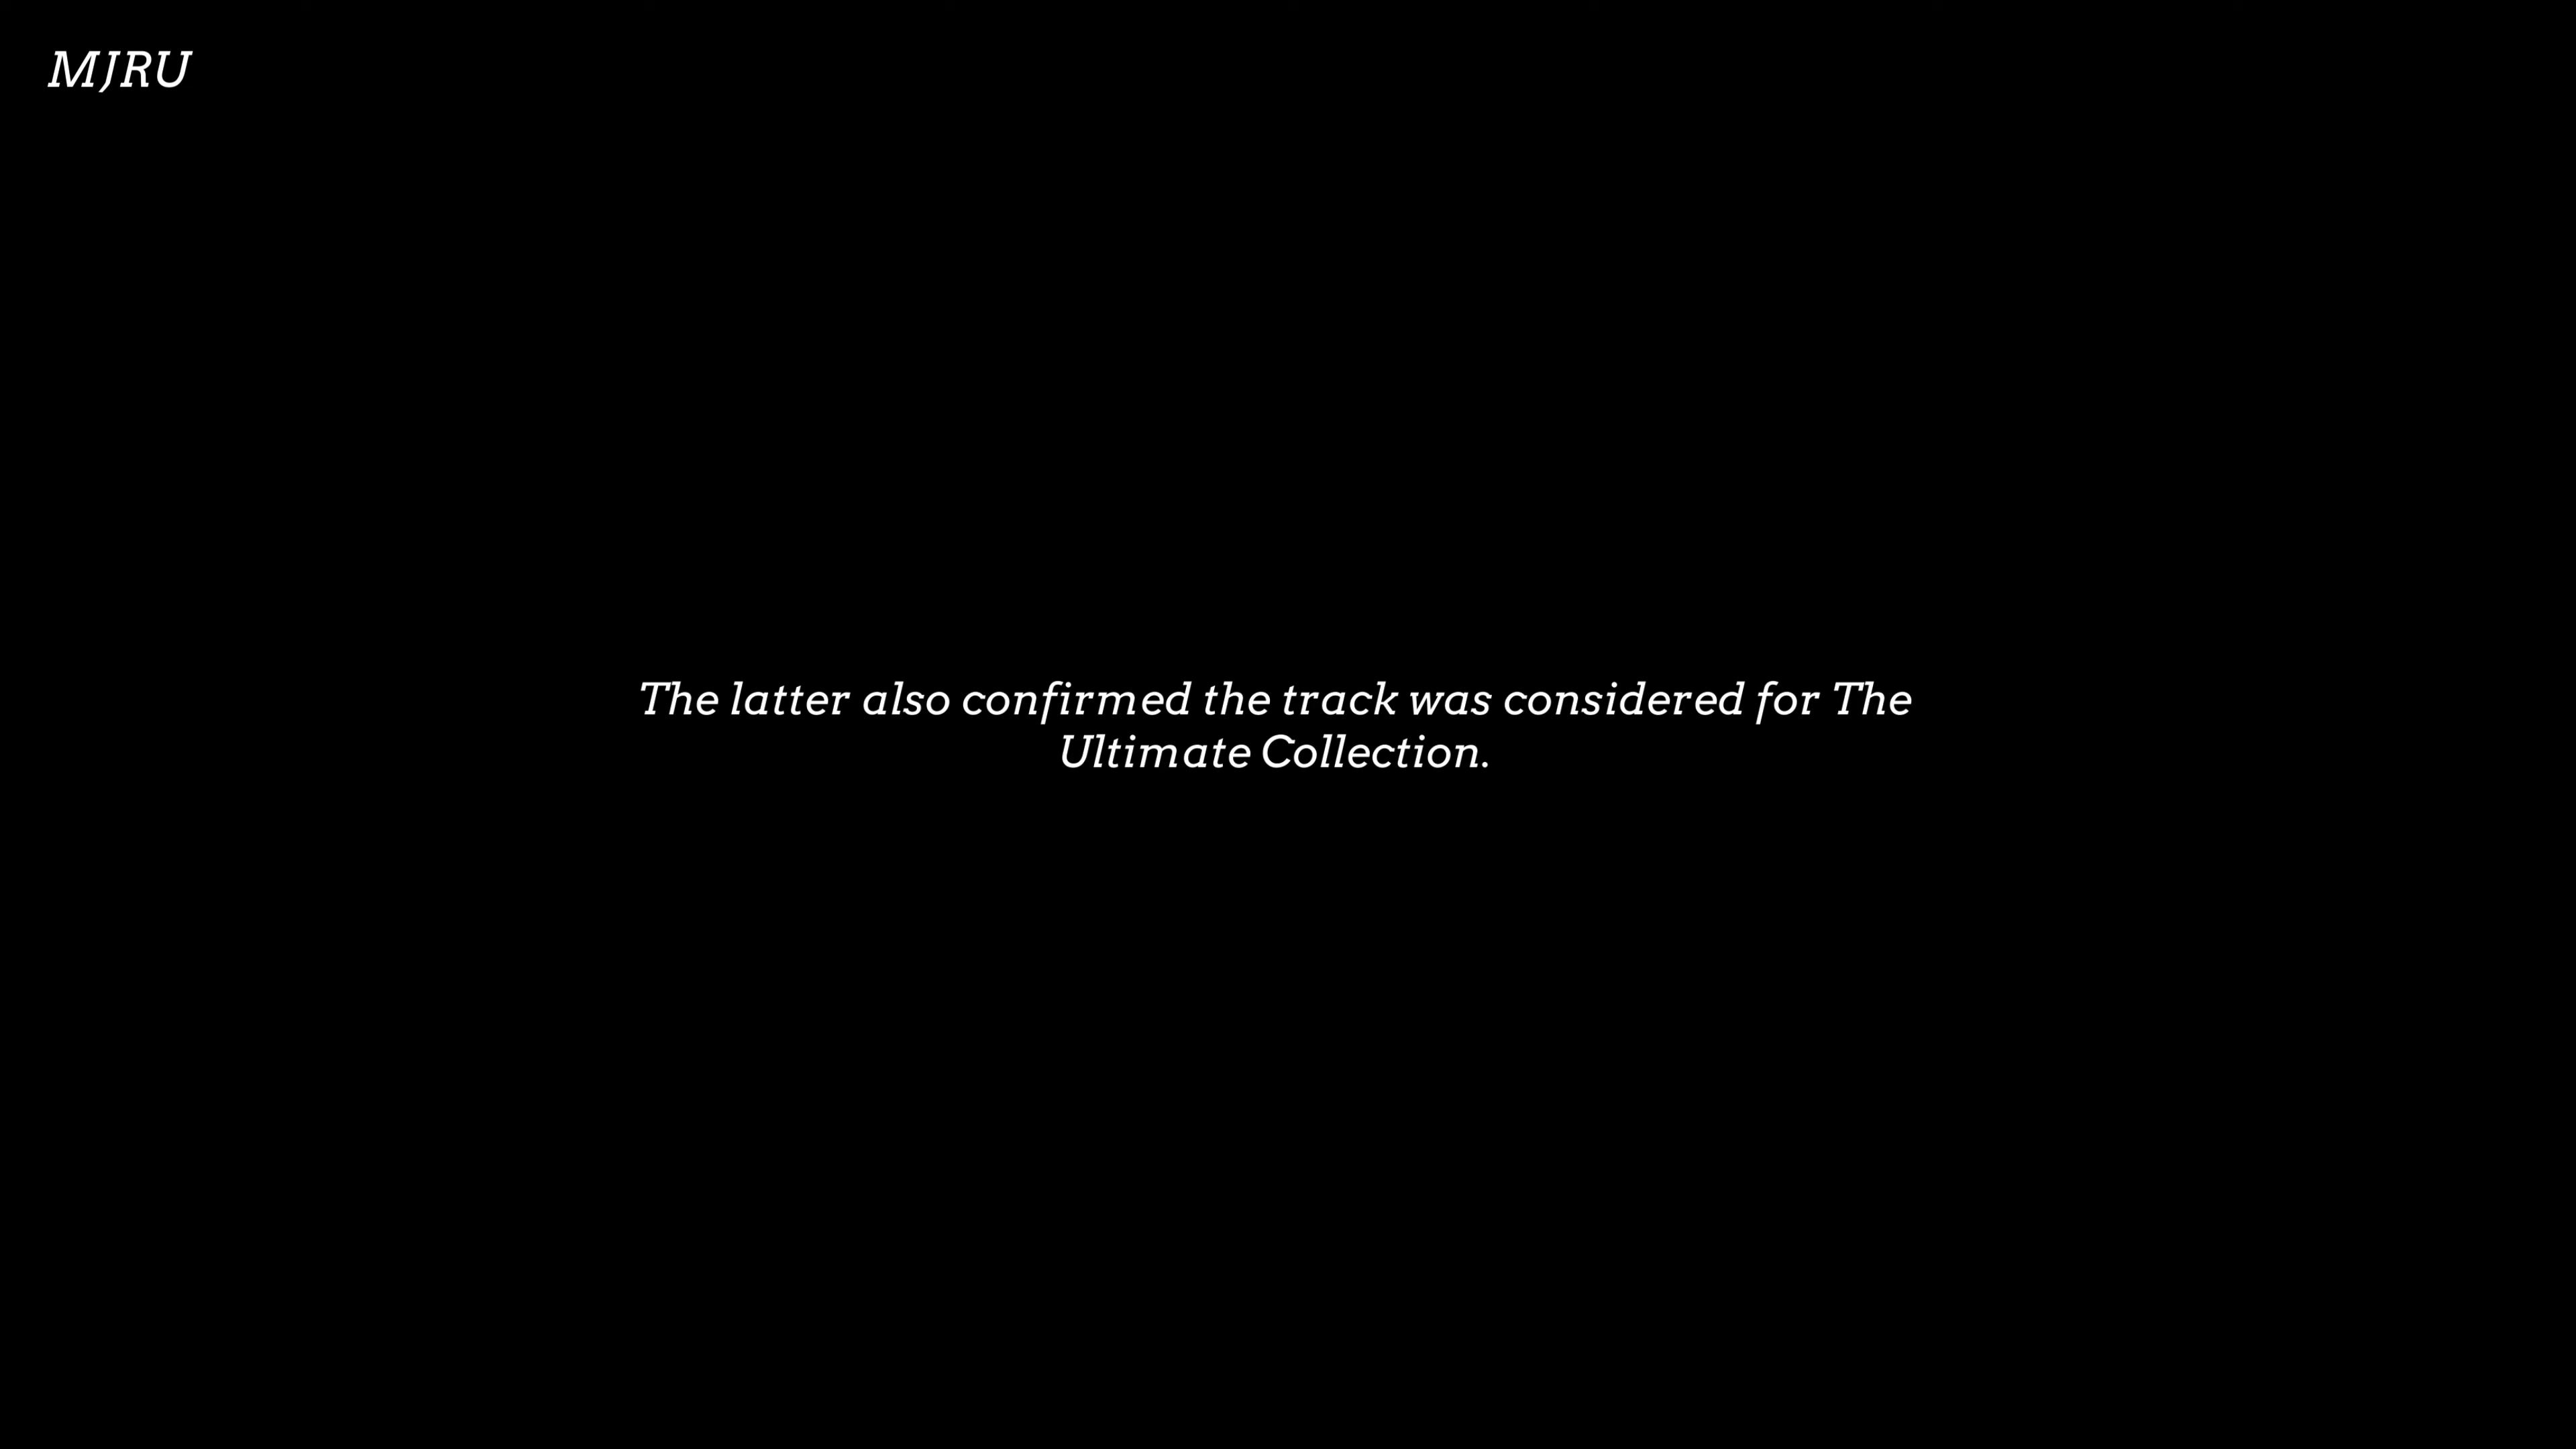 MJRU
The latter also confirmed the track was considered for The
Ultimate Collection.